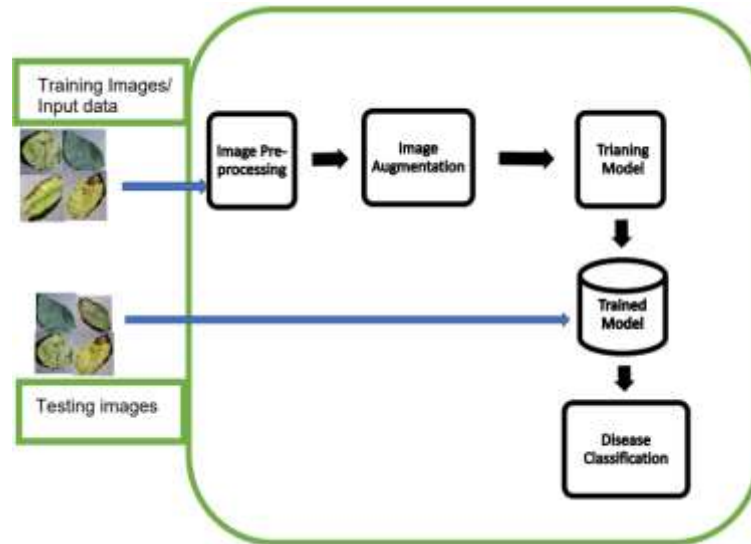 Training Images/
Input data
Image Pre-
processing
Image
Augmentation
Trianing
Model
Trained
Model
Testing images
Disease
Classification